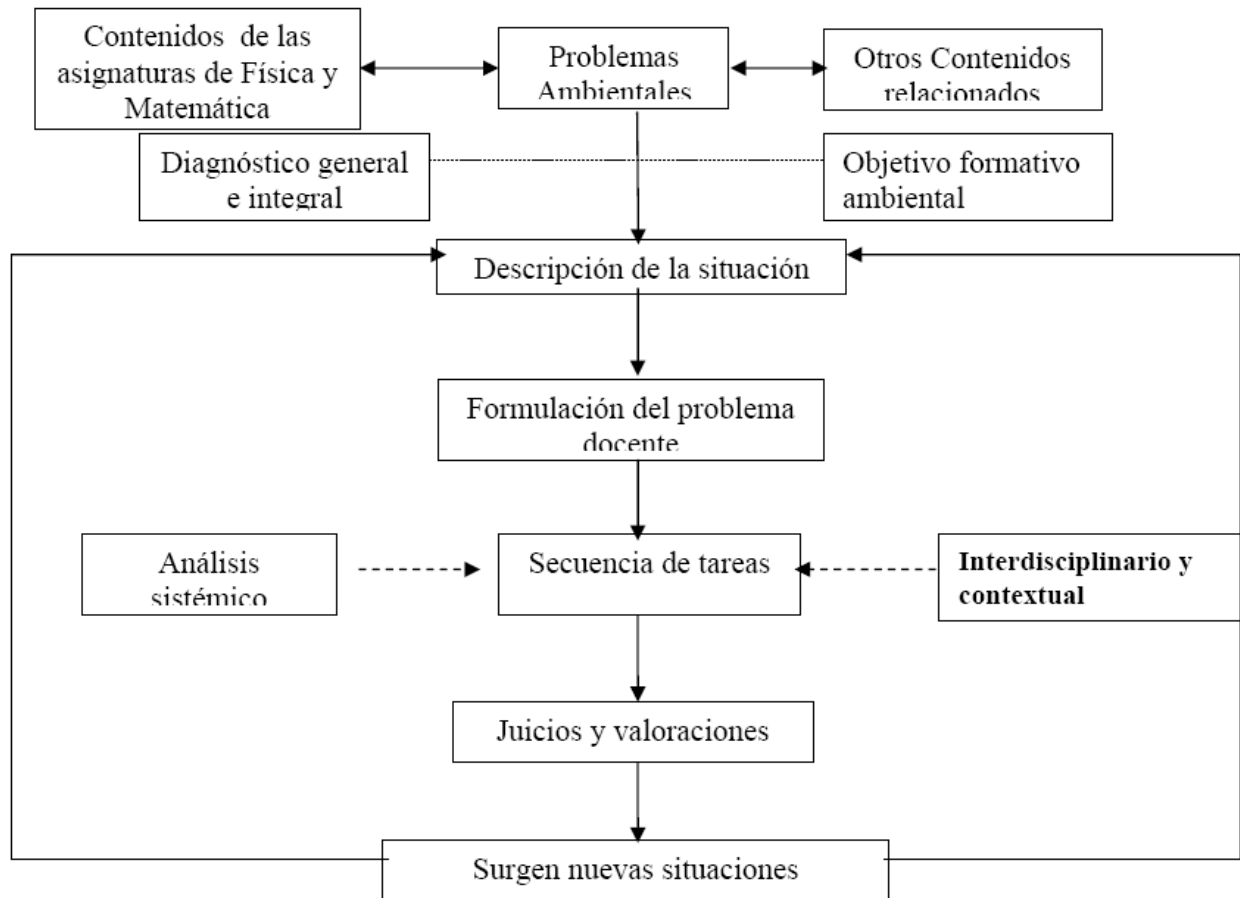 Contenidos de las
asignaturas de Física y
Matemática
Problemas
Ambientales
Otros Contenidos
relacionados
Diagnóstico general
e integral
Objetivo formativo
ambiental
Descripción de la situación
Formulación del problema
docente
Análisis
sistémico
Secuencia de tareas
Interdisciplinario y
contextual
Juicios y valoraciones
Surgen nuevas situaciones